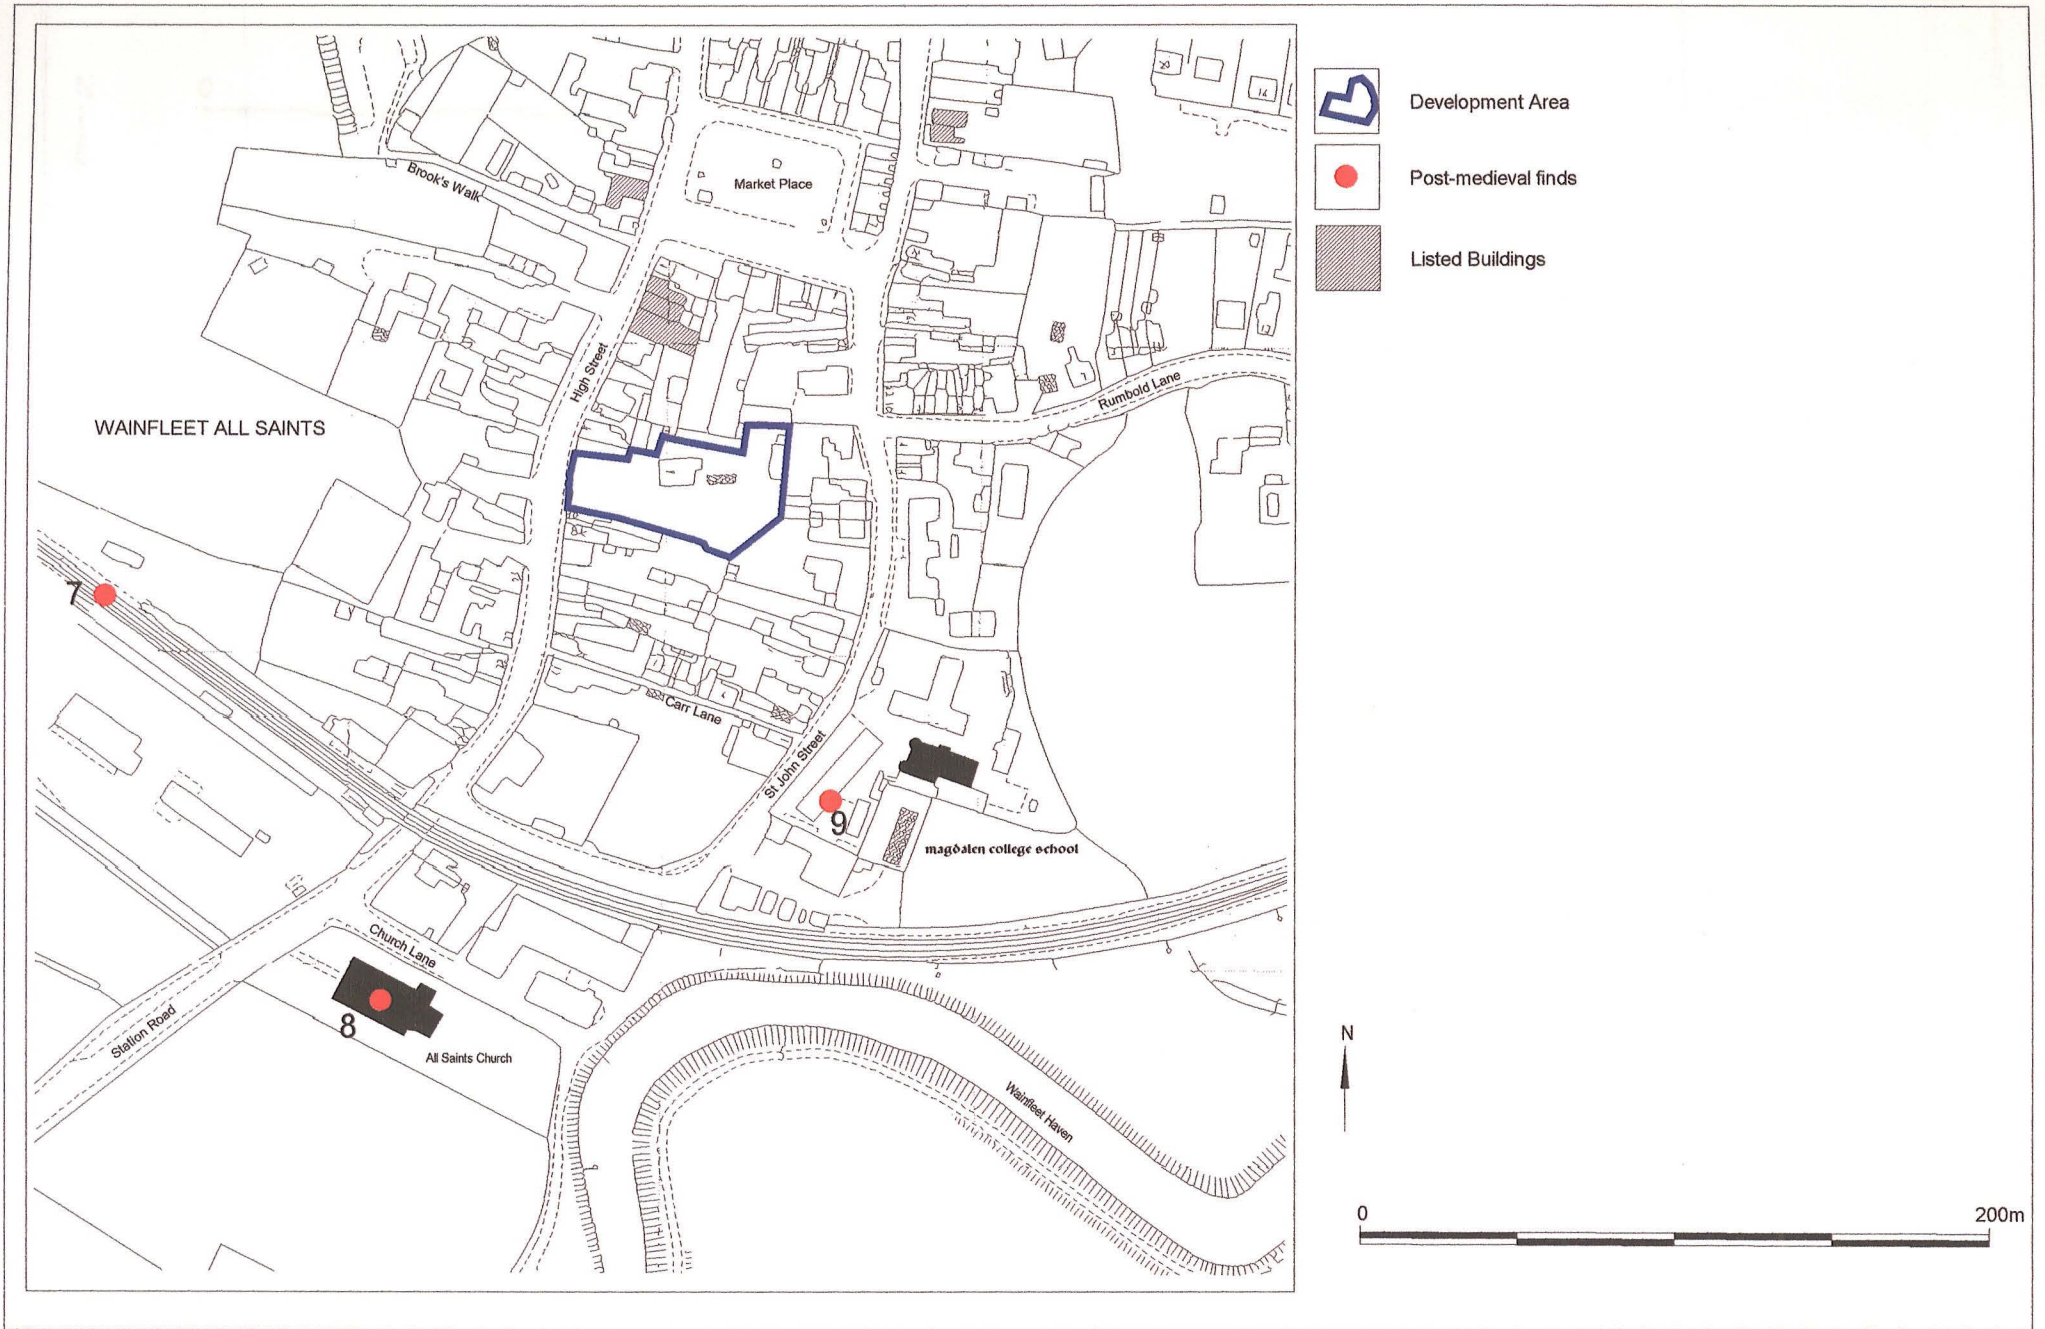 Brook's Walk
Market Place
High Street
WAINFLEET ALL SAINTS
Rumbold Lane
7
Carr Lane
St John Street
9
magdalen college school
Church Lane
8
Station Road
All Saints Church
Wainfleet Haven
Development Area
Post-medieval finds
Listed Buildings
N
0 200m